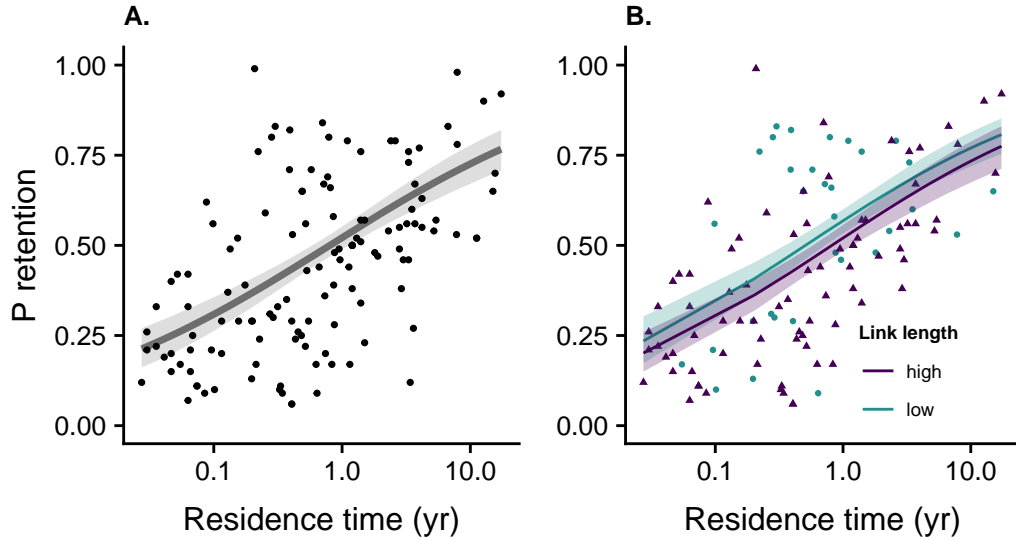 A.
B.
P retention
1.00
0.75
0.50
0.25
0.00
0.1
1.0
10.0
Residence time (yr)
1.00
0.75
0.50
0.25
0.00
Link length
high
low
0.1
1.0
10.0
Residence time (yr)